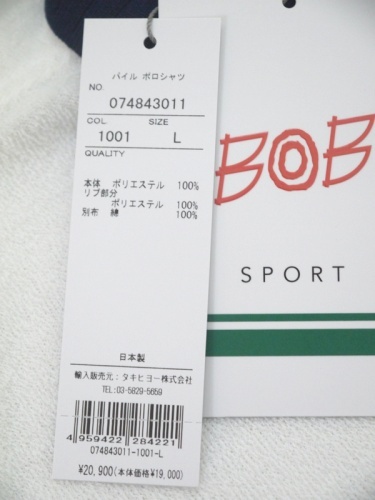 パイル ポロシャツ
NO. 074843011
COL. SIZE
1001 L
QUALITY
本体 ポリエステル 100%
リブ部分
ポリエステル 100%
別布 綿 100%
日本製
輸入販売元：タキヒヨー株式会社
TEL:03-5829-5659
4 959422 284221
074843011-1001-L
¥20,900(本体価格¥19,000)
BOB
SPORT